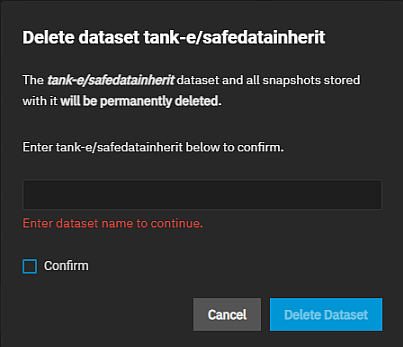 Delete dataset tank-e/safedatainherit
The tank-e/safedatainherit dataset and all snapshots stored
with it will be permanently deleted.
Enter tank-e/safedatainherit below to confirm.
Enter dataset name to continue.
Confirm
Cancel
Delete Dataset